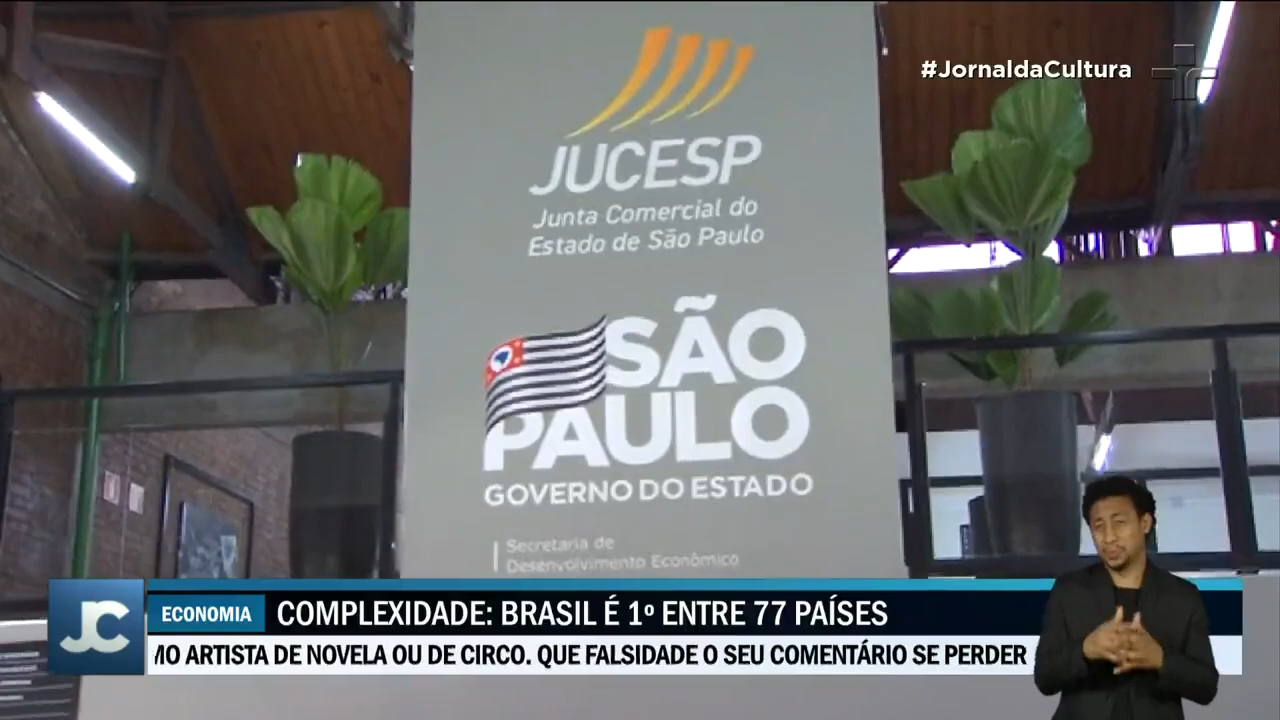 #JornaldaCultura
JUCESP
Junta Comercial do
Estado de São Paulo
SÃO
PAULO
GOVERNO DO ESTADO
Secretaria de
Desenvolvimento Econômico
JC
ECONOMIA
COMPLEXIDADE: BRASIL É 1º ENTRE 77 PAÍSES
MO ARTISTA DE NOVELA OU DE CIRCO. QUE FALSIDADE O SEU COMENTÁRIO SE PERDER